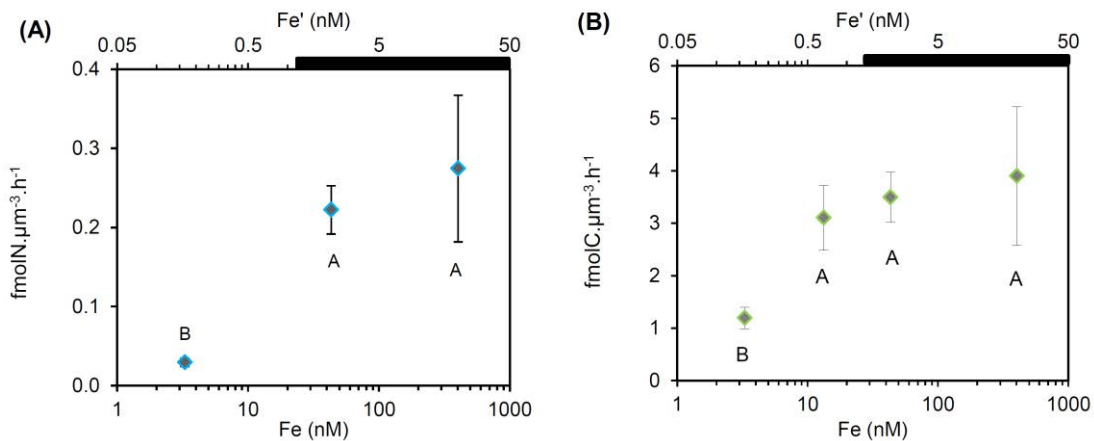 (A)
Fe' (nM)
0.05 0.5 5 50
0.4
0.3
0.2
0.1
0.0
fmolN.µm⁻³.h⁻¹
B
A
A
1 10 100 1000
Fe (nM)
(B)
Fe' (nM)
0.05 0.5 5 50
6
5
4
3
2
1
0
fmolC.µm⁻³.h⁻¹
B
A
A
A
1 10 100 1000
Fe (nM)